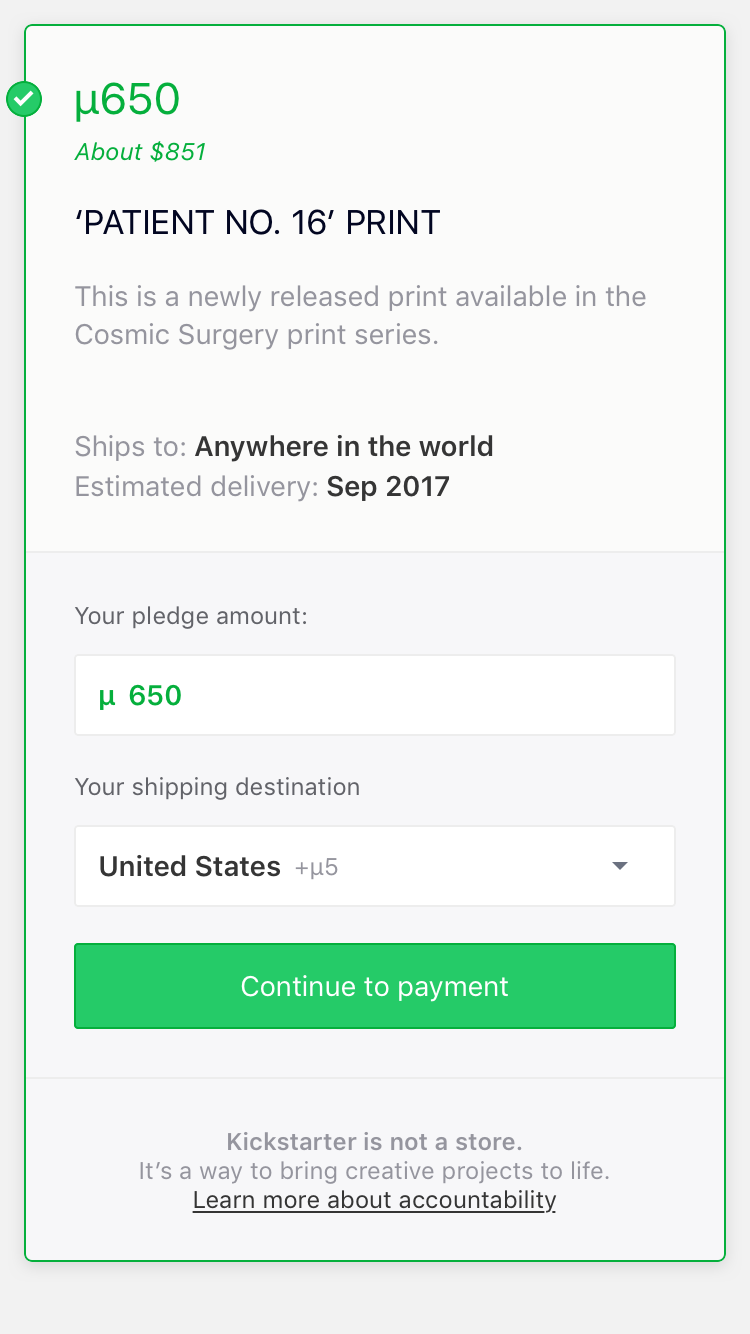 µ650
About $851
‘PATIENT NO. 16’ PRINT
This is a newly released print available in the
Cosmic Surgery print series.
Ships to: Anywhere in the world
Estimated delivery: Sep 2017
Your pledge amount:
µ 650
Your shipping destination
United States +µ5
Continue to payment
Kickstarter is not a store.
It’s a way to bring creative projects to life.
Learn more about accountability